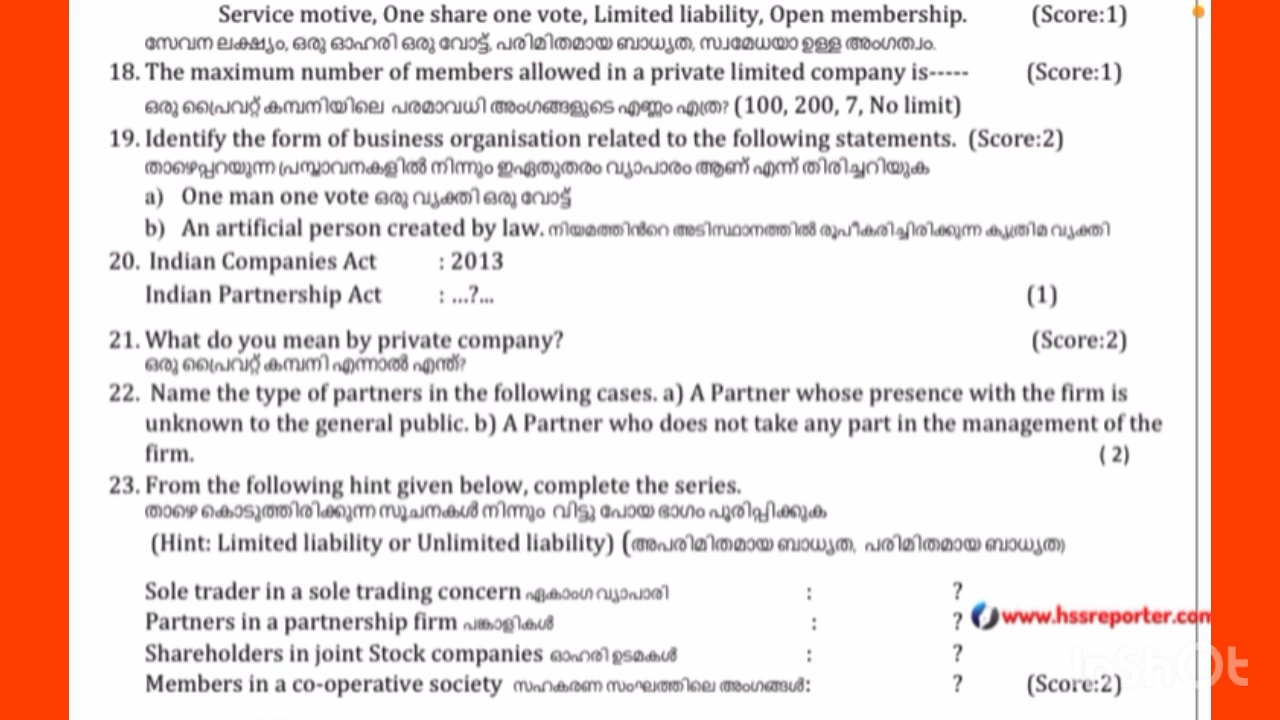 Service motive, One share one vote, Limited liability, Open membership. (Score:1)
സേവന ലക്ഷ്യം, ഒരു ഓഹരി ഒരു വോട്ട്, പരിമിതമായ ബാധ്യത, സ്വമേധയാ ഉള്ള അംഗത്വം.
18. The maximum number of members allowed in a private limited company is----- (Score:1)
ഒരു പ്രൈവറ്റ് കമ്പനിയിലെ പരമാവധി അംഗങ്ങളുടെ എണ്ണം എത്ര? (100, 200, 7, No limit)
19. Identify the form of business organisation related to the following statements. (Score:2)
താഴെപ്പറയുന്ന പ്രസ്താവനകളിൽ നിന്നും ഇഏതുതരം വ്യാപാരം ആണ് എന്ന് തിരിച്ചറിയുക
a) One man one vote ഒരു വ്യക്തി ഒരു വോട്ട്
b) An artificial person created by law. നിയമത്തിൻറെ അടിസ്ഥാനത്തിൽ രൂപീകരിച്ചിരിക്കുന്ന കൃത്രിമ വ്യക്തി
20. Indian Companies Act : 2013
Indian Partnership Act : ...?... (1)
21. What do you mean by private company? (Score:2)
ഒരു പ്രൈവറ്റ് കമ്പനി എന്നാൽ എന്ത്?
22. Name the type of partners in the following cases. a) A Partner whose presence with the firm is
unknown to the general public. b) A Partner who does not take any part in the management of the
firm. ( 2)
23. From the following hint given below, complete the series.
താഴെ കൊടുത്തിരിക്കുന്ന സൂചനകൾ നിന്നും വിട്ടു പോയ ഭാഗം പൂരിപ്പിക്കുക
(Hint: Limited liability or Unlimited liability) (അപരിമിതമായ ബാധ്യത, പരിമിതമായ ബാധ്യത)
Sole trader in a sole trading concern ഏകാംഗ വ്യാപാരി : ?
Partners in a partnership firm പങ്കാളികൾ : ? www.hssreporter.com
Shareholders in joint Stock companies ഓഹരി ഉടമകൾ : ?
Members in a co-operative society സഹകരണ സംഘത്തിലെ അംഗങ്ങൾ: ? (Score:2)
InShOt